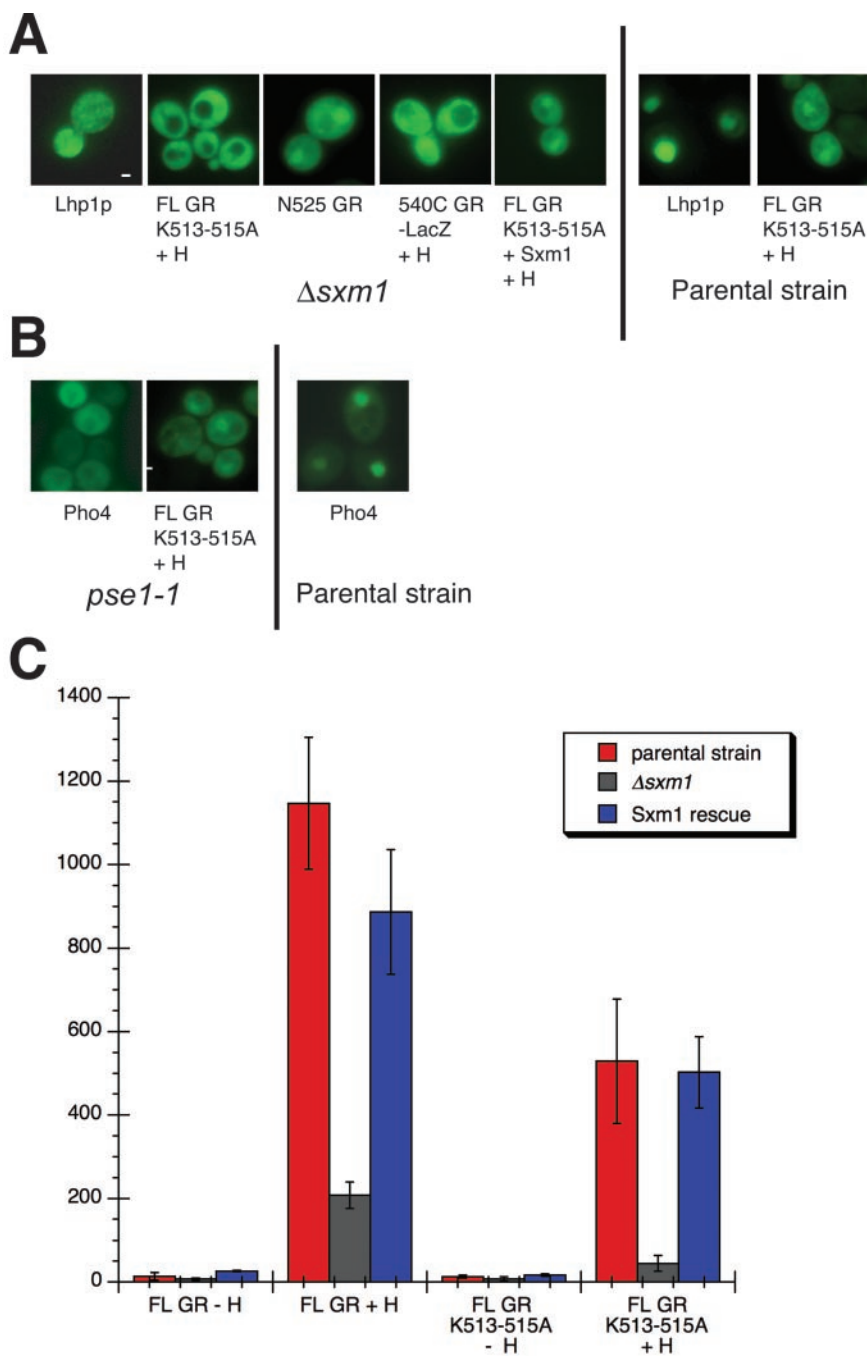 A
Lhp1p
FL GR
K513-515A
+ H
N525 GR
540C GR
-LacZ
+ H
FL GR
K513-515A
+ Sxm1
+ H
Lhp1p
FL GR
K513-515A
+ H
Δsxm1
Parental strain
B
Pho4
FL GR
K513-515A
+ H
Pho4
pse1-1
Parental strain
C
1400
1200
1000
800
600
400
200
0
parental strain
Δsxm1
Sxm1 rescue
FL GR - H
FL GR + H
FL GR
K513-515A
- H
FL GR
K513-515A
+ H